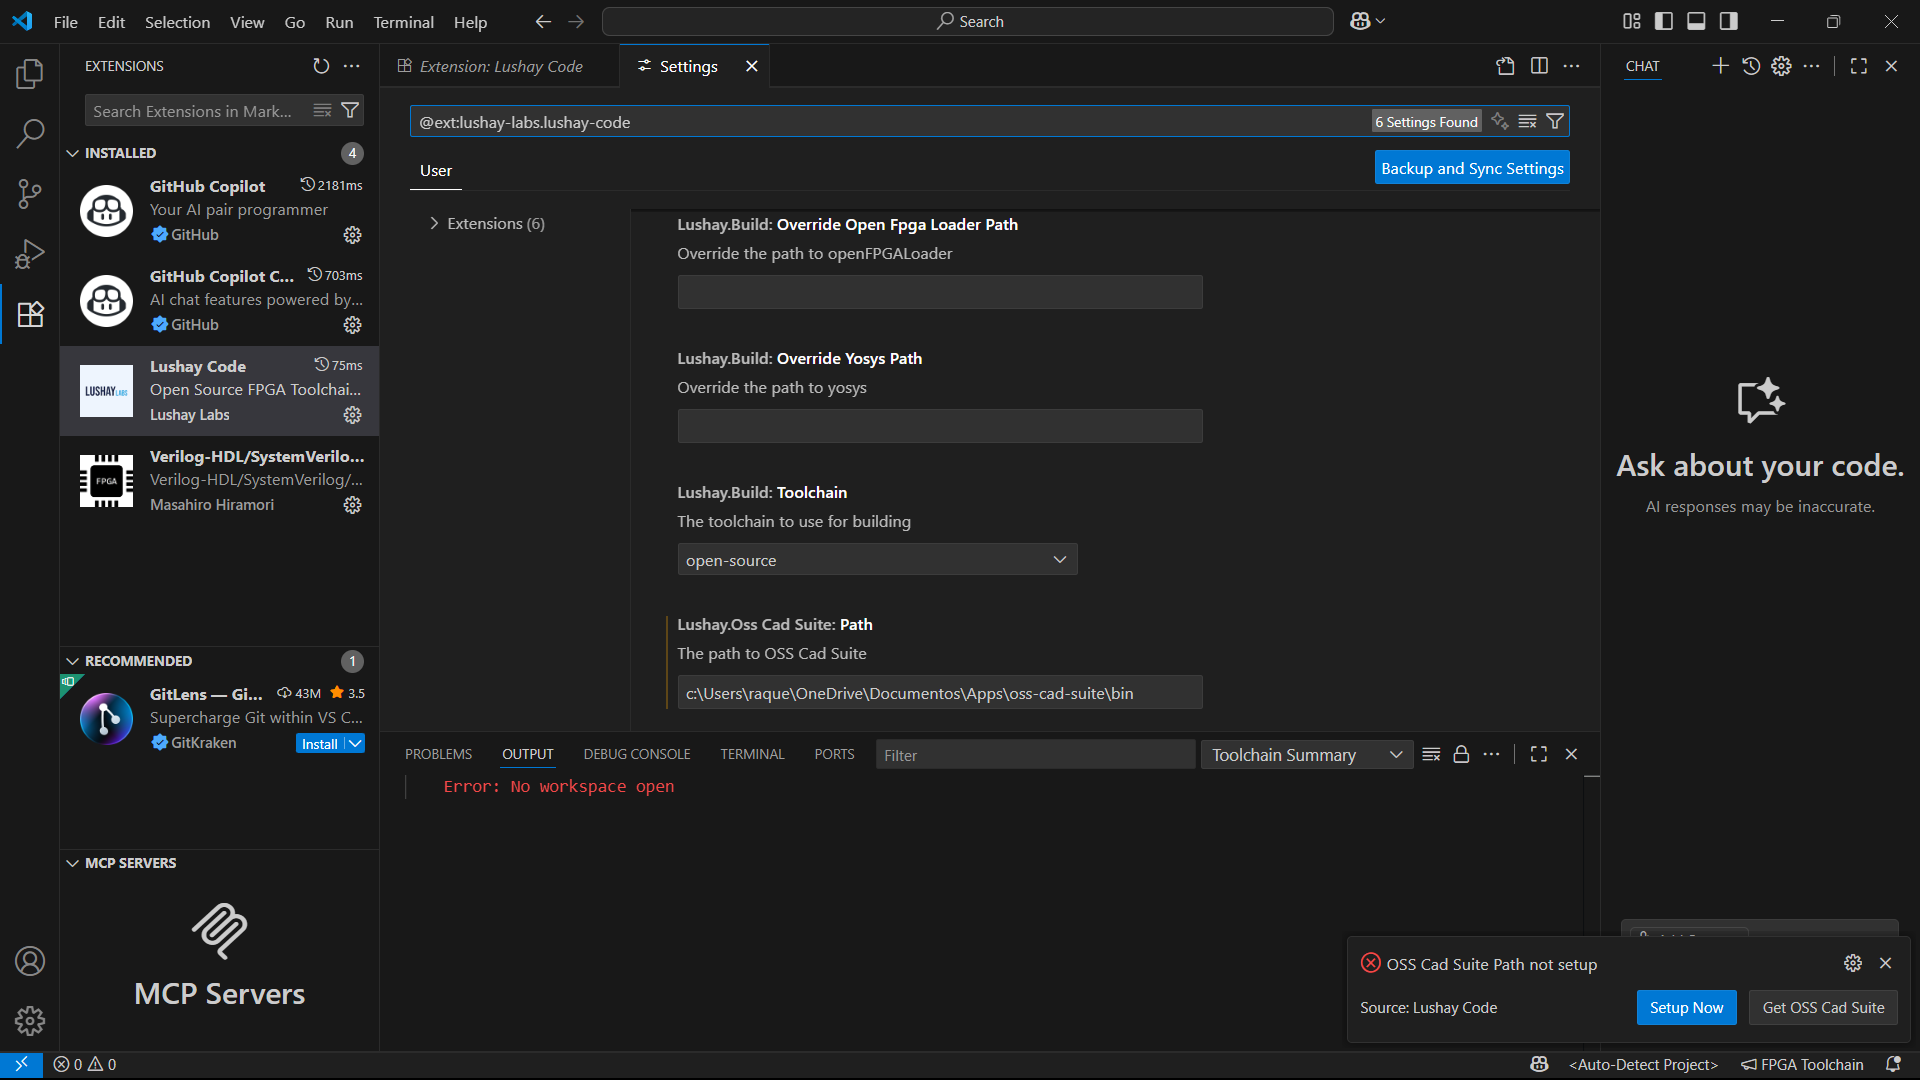 File Edit Selection View Go Run Terminal Help
Search
EXTENSIONS
Search Extensions in Mark...
INSTALLED
4
GitHub Copilot
2181ms
Your AI pair programmer
GitHub
GitHub Copilot C...
703ms
AI chat features powered by...
GitHub
Lushay Code
75ms
LUSHAY LABS
Open Source FPGA Toolchai...
Lushay Labs
Verilog-HDL/SystemVerilo...
FPGA
Verilog-HDL/SystemVerilog/...
Masahiro Hiramori
RECOMMENDED
1
GitLens — Gi...
43M
3.5
Supercharge Git within VS C...
GitKraken
Install
MCP SERVERS
MCP Servers
Extension: Lushay Code
Settings
@ext:lushay-labs.lushay-code
6 Settings Found
User
Backup and Sync Settings
Extensions (6)
Lushay.Build: Override Open Fpga Loader Path
Override the path to openFPGALoader
Lushay.Build: Override Yosys Path
Override the path to yosys
Lushay.Build: Toolchain
The toolchain to use for building
open-source
Lushay.Oss Cad Suite: Path
The path to OSS Cad Suite
c:\Users\raque\OneDrive\Documentos\Apps\oss-cad-suite\bin
PROBLEMS OUTPUT DEBUG CONSOLE TERMINAL PORTS
Filter
Toolchain Summary
Error: No workspace open
CHAT
Ask about your code.
AI responses may be inaccurate.
OSS Cad Suite Path not setup
Source: Lushay Code
Setup Now
Get OSS Cad Suite
0 0
<Auto-Detect Project>
FPGA Toolchain